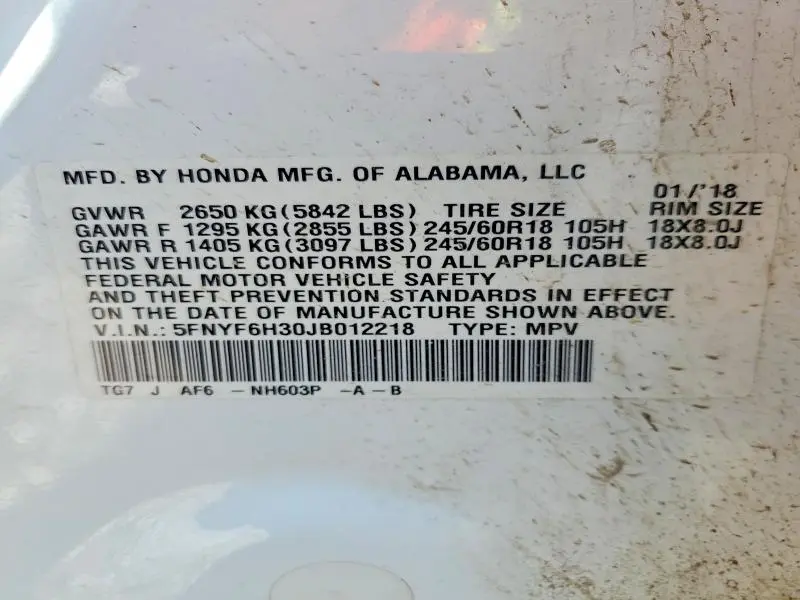 MFD. BY HONDA MFG. OF ALABAMA, LLC
01/'18
GVWR 2650 KG(5842 LBS) TIRE SIZE RIM SIZE
GAWR F 1295 KG(2855 LBS)245/60R18 105H 18X8.0J
GAWR R 1405 KG(3097 LBS)245/60R18 105H 18X8.0J
THIS VEHICLE CONFORMS TO ALL APPLICABLE
FEDERAL MOTOR VEHICLE SAFETY
AND THEFT PREVENTION STANDARDS IN EFFECT
ON THE DATE OF MANUFACTURE SHOWN ABOVE.
V.I.N.: 5FNYF6H30JB012218 TYPE: MPV
TG7 J AF6 - NH603P -A - B